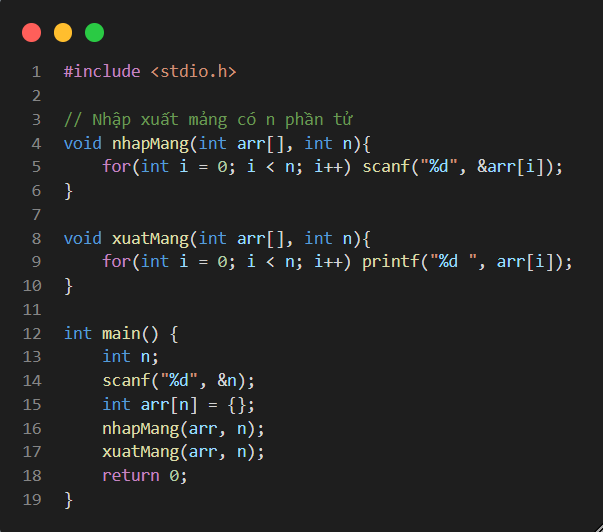 1 #include <stdio.h>
2
3 // Nhập xuất mảng có n phần tử
4 void nhapMang(int arr[], int n){
5     for(int i = 0; i < n; i++) scanf("%d", &arr[i]);
6 }
7
8 void xuatMang(int arr[], int n){
9     for(int i = 0; i < n; i++) printf("%d ", arr[i]);
10 }
11
12 int main() {
13     int n;
14     scanf("%d", &n);
15     int arr[n] = {};
16     nhapMang(arr, n);
17     xuatMang(arr, n);
18     return 0;
19 }